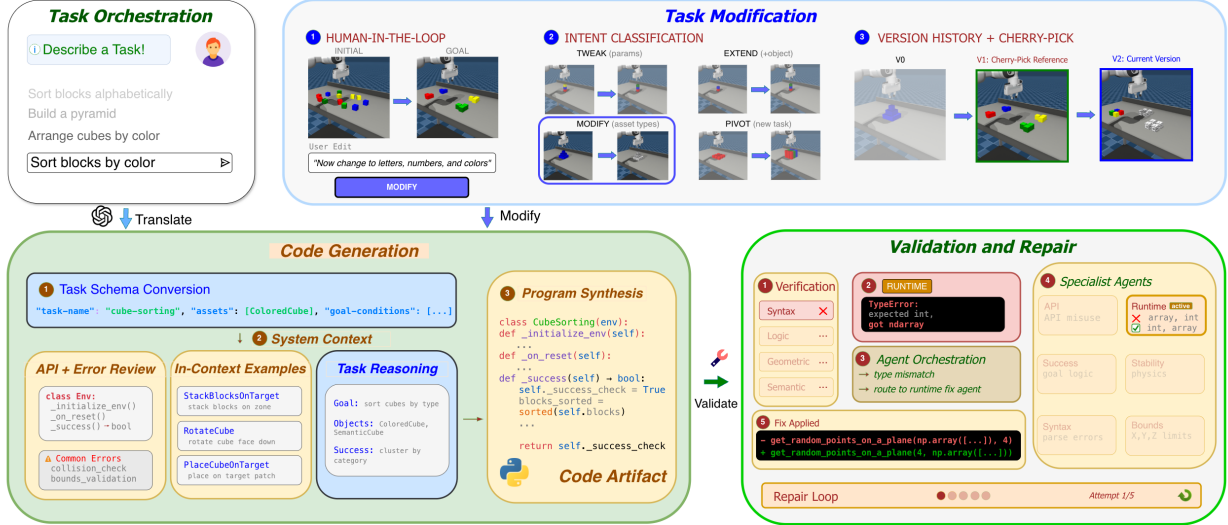 Task Orchestration
ⓘ Describe a Task!
Sort blocks alphabetically
Build a pyramid
Arrange cubes by color
Sort blocks by color
Translate
Task Modification
1 HUMAN-IN-THE-LOOP
INITIAL
GOAL
User Edit
"Now change to letters, numbers, and colors"
MODIFY
2 INTENT CLASSIFICATION
TWEAK (params)
EXTEND (+object)
MODIFY (asset types)
PIVOT (new task)
3 VERSION HISTORY + CHERRY-PICK
V0
V1: Cherry-Pick Reference
V2: Current Version
Modify
Code Generation
1 Task Schema Conversion
"task-name": "cube-sorting", "assets": [ColoredCube], "goal-conditions": [...]
↓ 2 System Context
API + Error Review
class Env:
_initialize_env()
_on_reset()
_success() → bool
⚠ Common Errors
collision_check
bounds_validation
In-Context Examples
StackBlocksOnTarget
stack blocks on zone
RotateCube
rotate cube face down
PlaceCubeOnTarget
place on target patch
Task Reasoning
Goal: sort cubes by type
Objects: ColoredCube,
SemanticCube
Success: cluster by
category
3 Program Synthesis
class CubeSorting(env):
def _initialize_env(self):
...
def _on_reset(self):
...
def _success(self) → bool:
self._success_check = True
blocks_sorted =
sorted(self.blocks)
...
return self._success_check
Code Artifact
Validate
Validation and Repair
1 Verification
Syntax ❌
Logic ...
Geometric ...
Semantic ...
2 RUNTIME
TypeError:
expected int,
got ndarray
3 Agent Orchestration
→ type mismatch
→ route to runtime fix agent
4 Specialist Agents
API
API misuse
Runtime active
❌ array, int
✅ int, array
Success
goal logic
Stability
physics
Syntax
parse errors
Bounds
X,Y,Z limits
5 Fix Applied
- get_random_points_on_a_plane(np.array([...]), 4)
+ get_random_points_on_a_plane(4, np.array([...]))
Repair Loop
Attempt 1/5